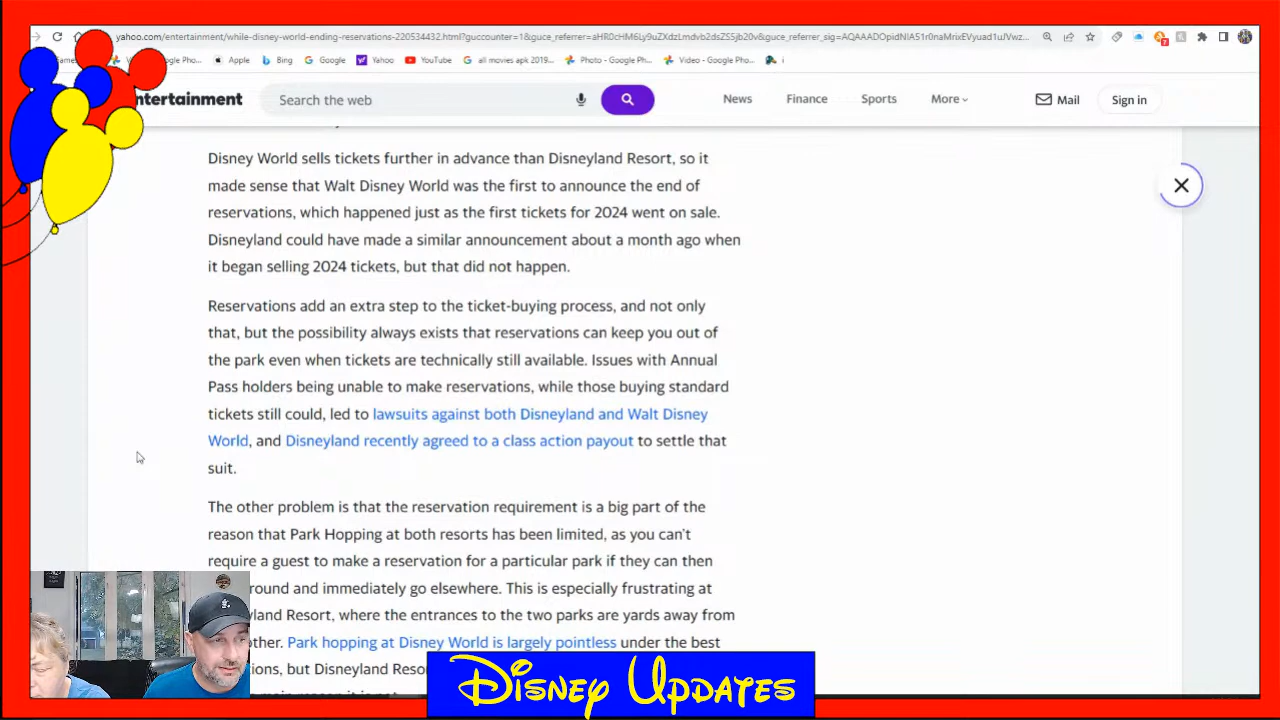 yahoo.com/entertainment/while-disney-world-ending-reservations-220534432.html?guccounter=1&guce_referrer=
Apple Bing Google Yahoo YouTube all movies apk 2019... Photo - Google Ph... Video - Google Pho... i
ntertainment Search the web News Finance Sports More Mail Sign in
Disney World sells tickets further in advance than Disneyland Resort, so it
made sense that Walt Disney World was the first to announce the end of
reservations, which happened just as the first tickets for 2024 went on sale.
Disneyland could have made a similar announcement about a month ago when
it began selling 2024 tickets, but that did not happen.
Reservations add an extra step to the ticket-buying process, and not only
that, but the possibility always exists that reservations can keep you out of
the park even when tickets are technically still available. Issues with Annual
Pass holders being unable to make reservations, while those buying standard
tickets still could, led to lawsuits against both Disneyland and Walt Disney
World, and Disneyland recently agreed to a class action payout to settle that
suit.
The other problem is that the reservation requirement is a big part of the
reason that Park Hopping at both resorts has been limited, as you can't
require a guest to make a reservation for a particular park if they can then
round and immediately go elsewhere. This is especially frustrating at
yland Resort, where the entrances to the two parks are yards away from
other. Park hopping at Disney World is largely pointless under the best
tions, but Disneyland Reso
Disney Updates